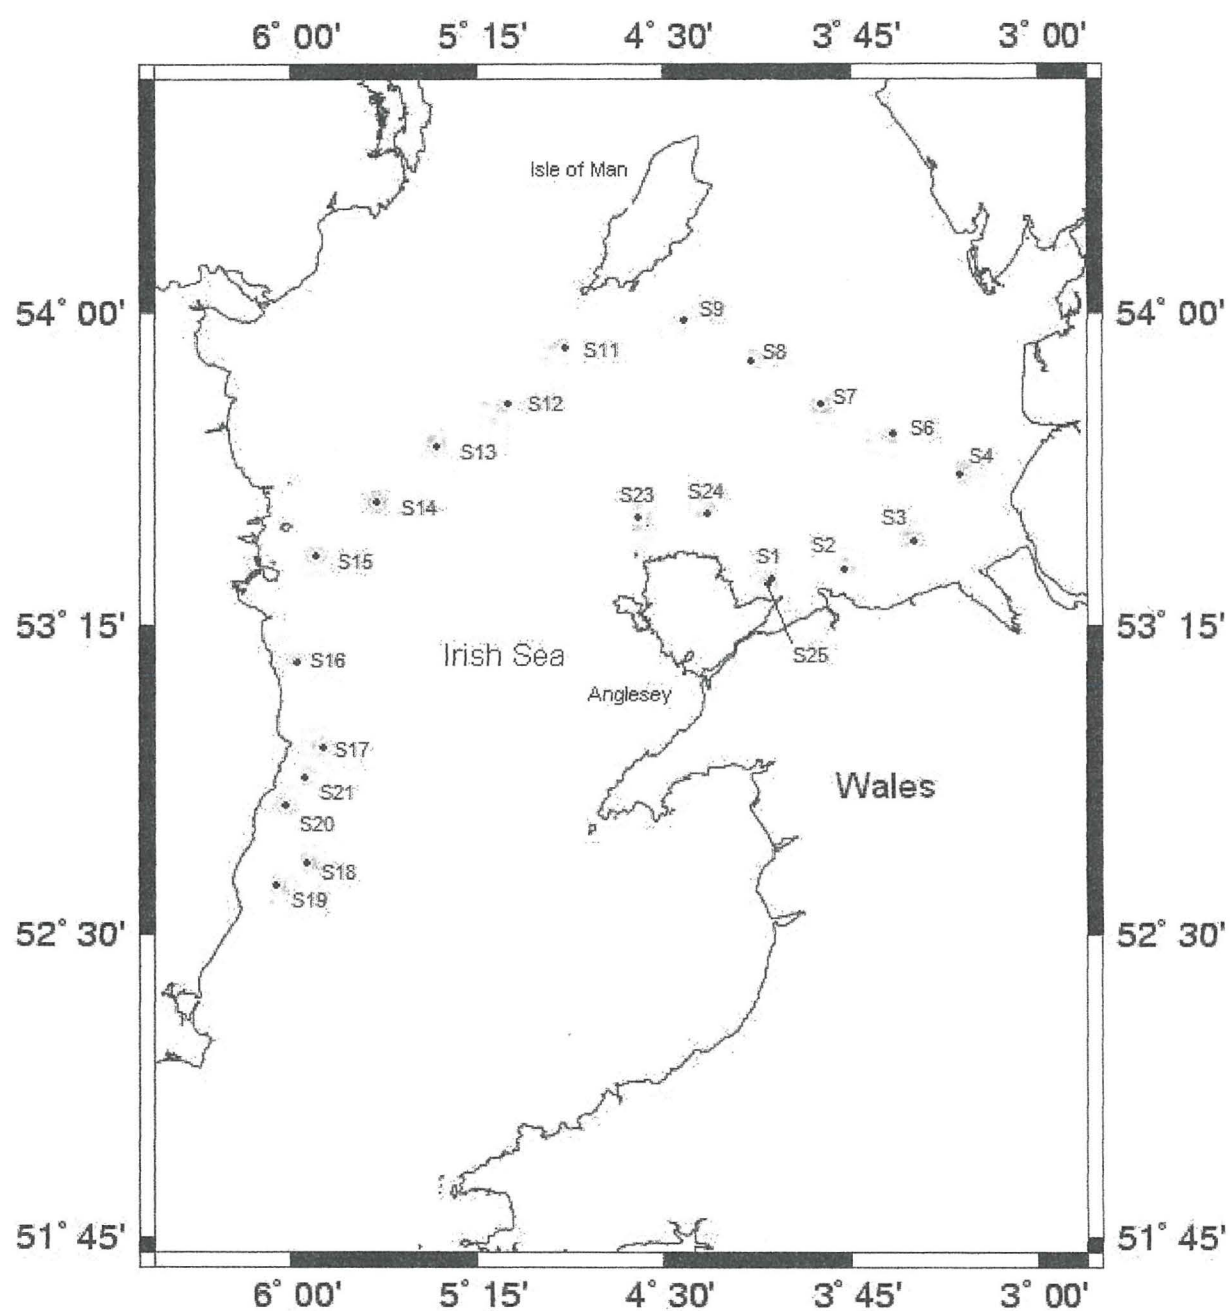 6° 00' 5° 15' 4° 30' 3° 45' 3° 00'
Isle of Man
54° 00' 54° 00'
S9
S11
S8
S12
S7
S6
S13
S4
S23
S24
S14
S3
S2
S1
S15
53° 15' 53° 15'
Irish Sea
S25
S16
Anglesey
S17
Wales
S21
S20
S18
S19
52° 30' 52° 30'
51° 45' 51° 45'
6° 00' 5° 15' 4° 30' 3° 45' 3° 00'